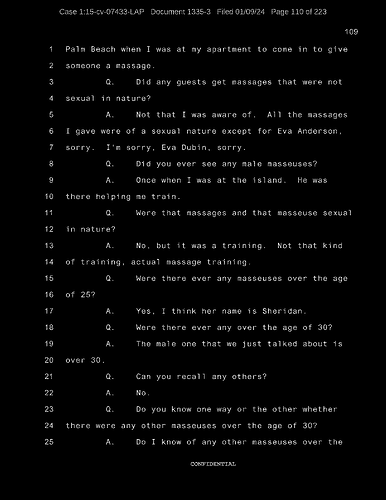 Case 1:15-cv-07433-LAP Document 1335-3 Filed 01/09/24 Page 110 of 223
109
1 Palm Beach when I was at my apartment to come in to give
2 someone a massage.
3 Q. Did any guests get massages that were not
4 sexual in nature?
5 A. Not that I was aware of. All the massages
6 I gave were of a sexual nature except for Eva Anderson,
7 sorry. I'm sorry, Eva Dubin, sorry.
8 Q. Did you ever see any male masseuses?
9 A. Once when I was at the island. He was
10 there helping me train.
11 Q. Were that massages and that masseuse sexual
12 in nature?
13 A. No, but it was a training. Not that kind
14 of training, actual massage training.
15 Q. Were there ever any masseuses over the age
16 of 25?
17 A. Yes, I think her name is Sheridan.
18 Q. Were there ever any over the age of 30?
19 A. The male one that we just talked about is
20 over 30.
21 Q. Can you recall any others?
22 A. No.
23 Q. Do you know one way or the other whether
24 there were any other masseuses over the age of 30?
25 A. Do I know of any other masseuses over the
CONFIDENTIAL